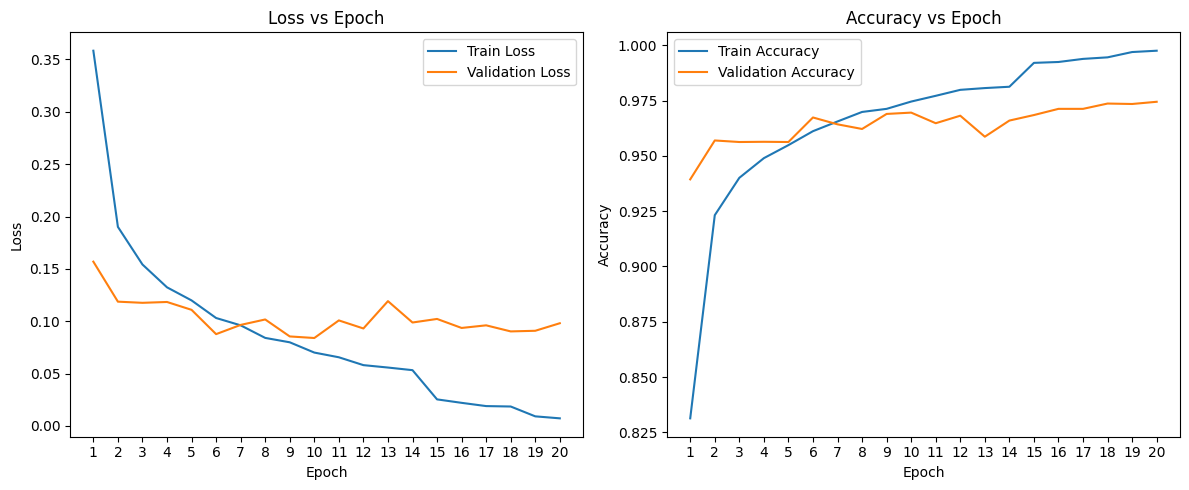 Loss vs Epoch
Train Loss
Validation Loss
0.35
0.30
0.25
0.20
0.15
0.10
0.05
0.00
Loss
1 2 3 4 5 6 7 8 9 10 11 12 13 14 15 16 17 18 19 20
Epoch
Accuracy vs Epoch
Train Accuracy
Validation Accuracy
1.000
0.975
0.950
0.925
0.900
0.875
0.850
0.825
Accuracy
1 2 3 4 5 6 7 8 9 10 11 12 13 14 15 16 17 18 19 20
Epoch